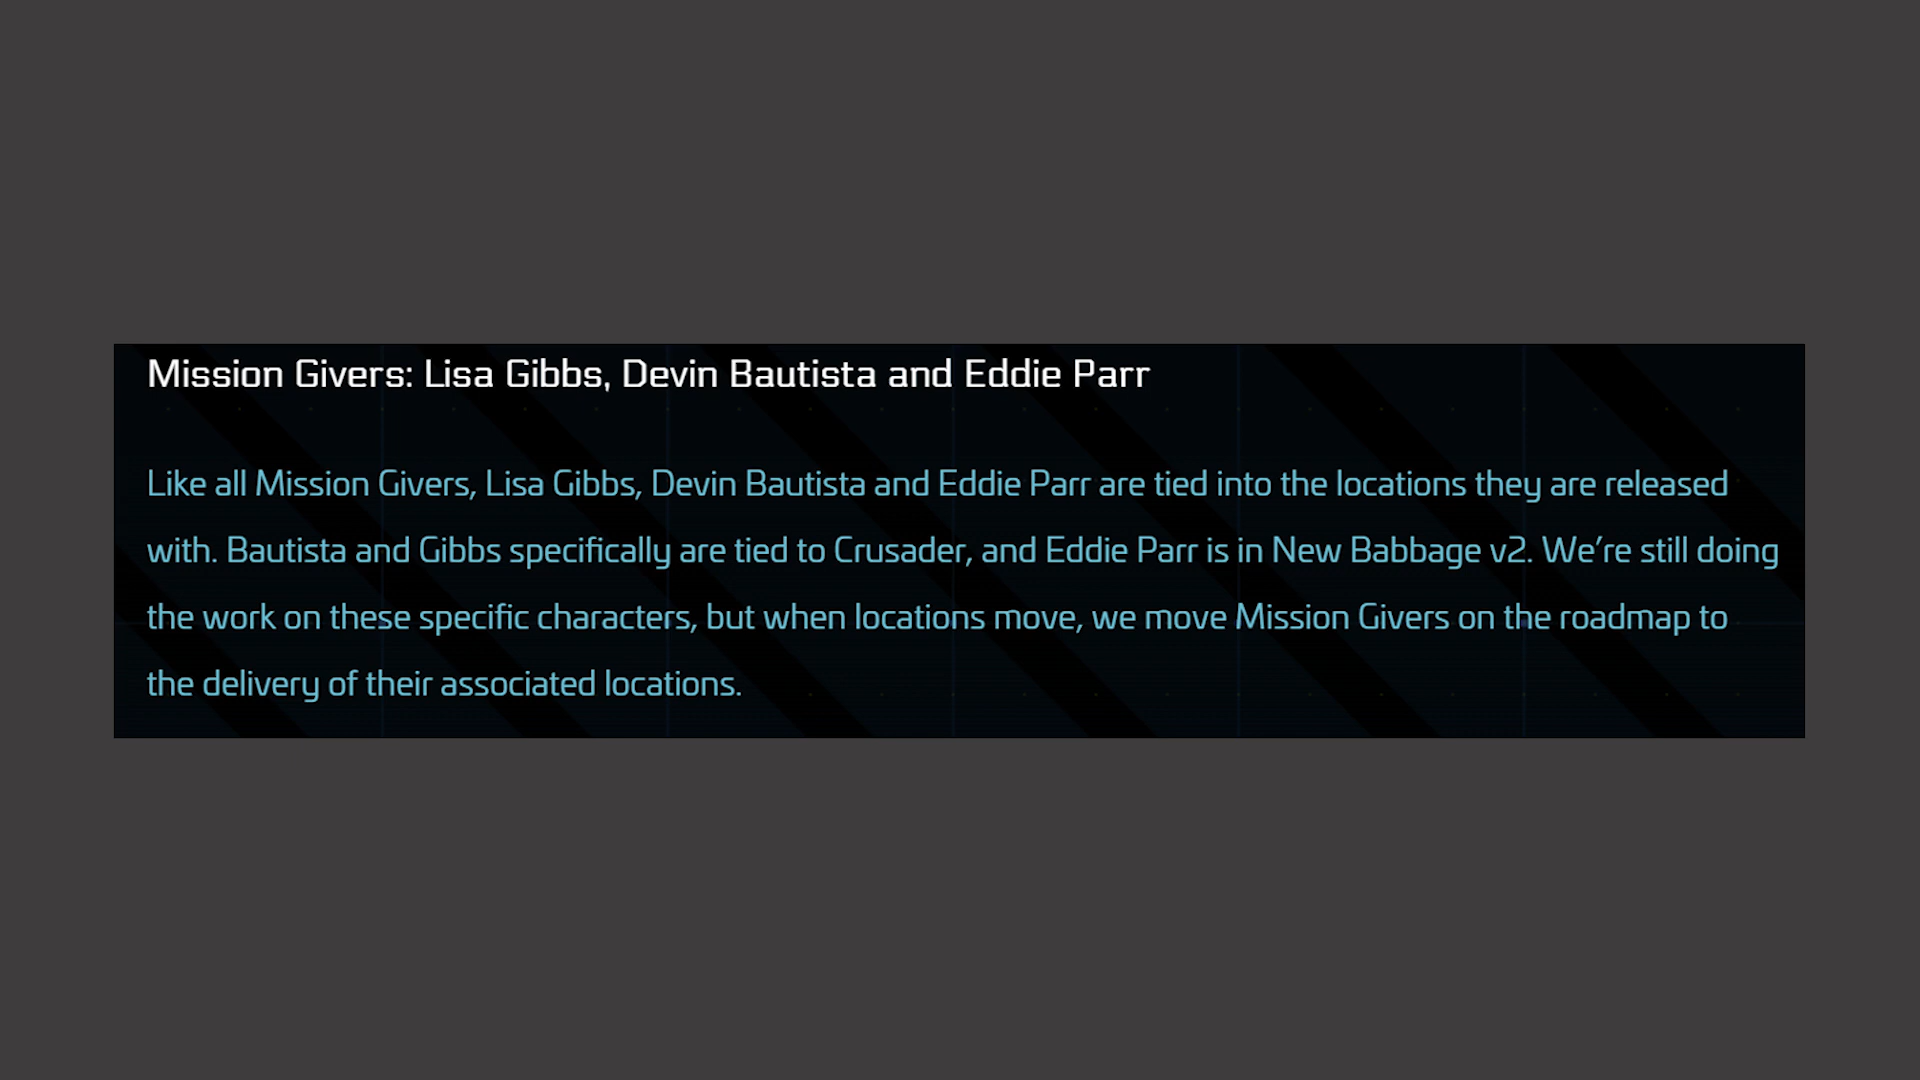 Mission Givers: Lisa Gibbs, Devin Bautista and Eddie Parr
Like all Mission Givers, Lisa Gibbs, Devin Bautista and Eddie Parr are tied into the locations they are released
with. Bautista and Gibbs specifically are tied to Crusader, and Eddie Parr is in New Babbage v2. We’re still doing
the work on these specific characters, but when locations move, we move Mission Givers on the roadmap to
the delivery of their associated locations.